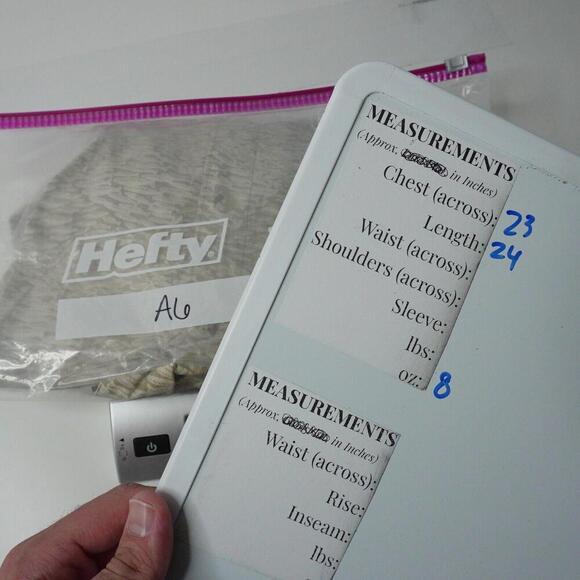 Hefty
A6
MEASUREMENTS
(Approx. in Inches)
Chest (across): 23
Length: 24
Waist (across):
Shoulders (across):
Sleeve:
lbs:
oz: 8
MEASUREMENTS
(Approx. in Inches)
Waist (across):
Rise:
Inseam:
lbs: